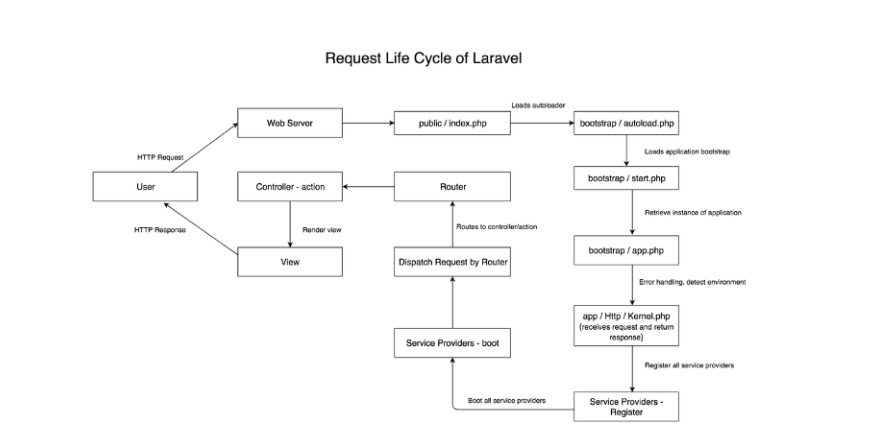 Request Life Cycle of Laravel
Loads autoloader
Web Server
public / index.php
bootstrap / autoload.php
Loads application bootstrap
HTTP Request
User
Controller - action
Router
bootstrap / start.php
Retrieve instance of application
HTTP Response
Render view
Routes to controller/action
View
Dispatch Request by Router
bootstrap / app.php
Error handling, detect environment
app / Http / Kernel.php
(receives request and return
response)
Service Providers - boot
Register all service providers
Boot all service providers
Service Providers -
Register